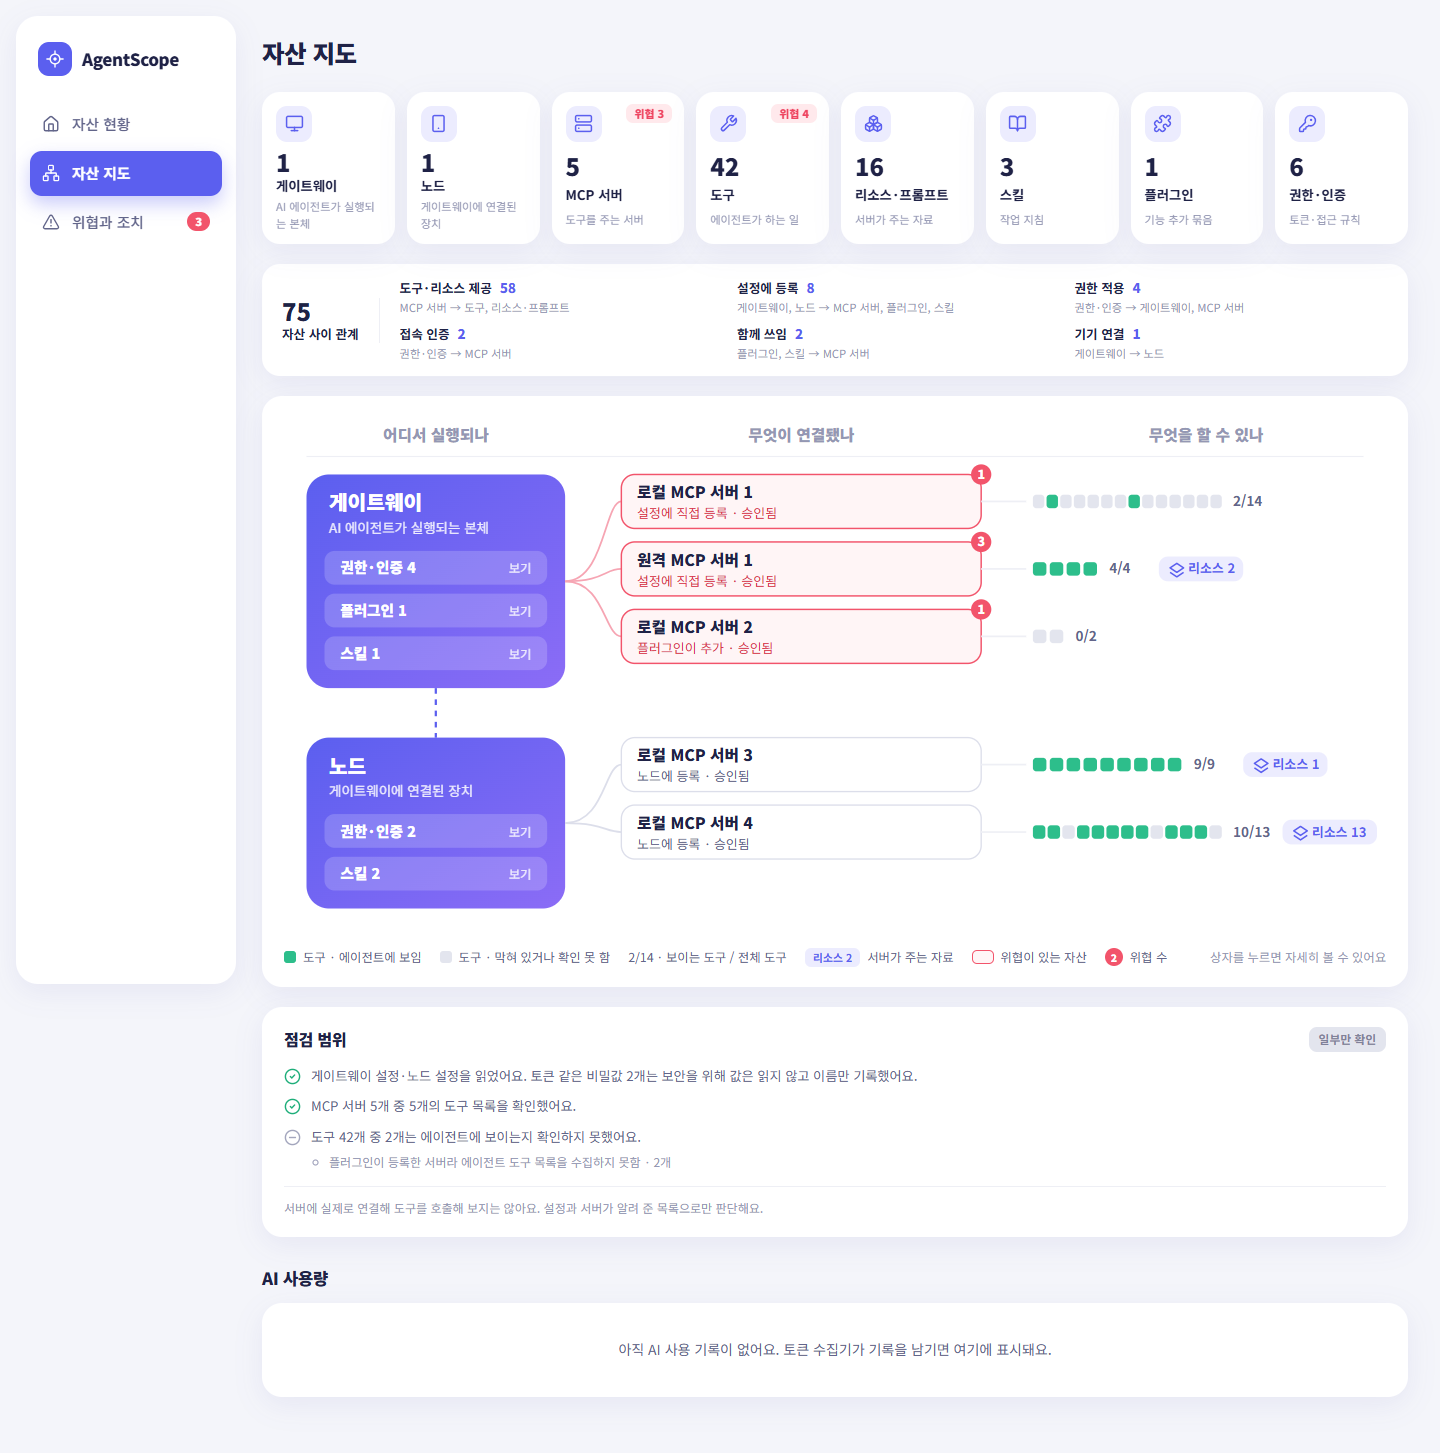 AgentScope
자산 현황
자산 지도
위협과 조치
3
자산 지도
1
게이트웨이
AI 에이전트가 실행되
는 본체
1
노드
게이트웨이에 연결된
장치
위협 3
5
MCP 서버
도구를 주는 서버
위협 4
42
도구
에이전트가 하는 일
16
리소스·프롬프트
서버가 주는 자료
3
스킬
작업 지침
1
플러그인
기능 추가 묶음
6
권한·인증
토큰·접근 규칙
75
자산 사이 관계
도구·리소스 제공 58
MCP 서버 → 도구, 리소스·프롬프트
설정에 등록 8
게이트웨이, 노드 → MCP 서버, 플러그인, 스킬
권한 적용 4
권한·인증 → 게이트웨이, MCP 서버
접속 인증 2
권한·인증 → MCP 서버
함께 쓰임 2
플러그인, 스킬 → MCP 서버
기기 연결 1
게이트웨이 → 노드
어디서 실행되나
무엇이 연결됐나
무엇을 할 수 있나
게이트웨이
AI 에이전트가 실행되는 본체
권한·인증 4 보기
플러그인 1 보기
스킬 1 보기
로컬 MCP 서버 1
설정에 직접 등록 · 승인됨
1
2/14
원격 MCP 서버 1
설정에 직접 등록 · 승인됨
3
4/4
리소스 2
로컬 MCP 서버 2
플러그인이 추가 · 승인됨
1
0/2
노드
게이트웨이에 연결된 장치
권한·인증 2 보기
스킬 2 보기
로컬 MCP 서버 3
노드에 등록 · 승인됨
9/9
리소스 1
로컬 MCP 서버 4
노드에 등록 · 승인됨
10/13
리소스 13
도구 · 에이전트에 보임
도구 · 막혀 있거나 확인 못 함
2/14 · 보이는 도구 / 전체 도구
리소스 2 서버가 주는 자료
위협이 있는 자산
2 위협 수
상자를 누르면 자세히 볼 수 있어요
점검 범위
일부만 확인
게이트웨이 설정·노드 설정을 읽었어요. 토큰 같은 비밀값 2개는 보안을 위해 값은 읽지 않고 이름만 기록했어요.
MCP 서버 5개 중 5개의 도구 목록을 확인했어요.
도구 42개 중 2개는 에이전트에 보이는지 확인하지 못했어요.
플러그인이 등록한 서버라 에이전트 도구 목록을 수집하지 못함 · 2개
서버에 실제로 연결해 도구를 호출해 보지는 않아요. 설정과 서버가 알려 준 목록으로만 판단해요.
AI 사용량
아직 AI 사용 기록이 없어요. 토큰 수집기가 기록을 남기면 여기에 표시돼요.